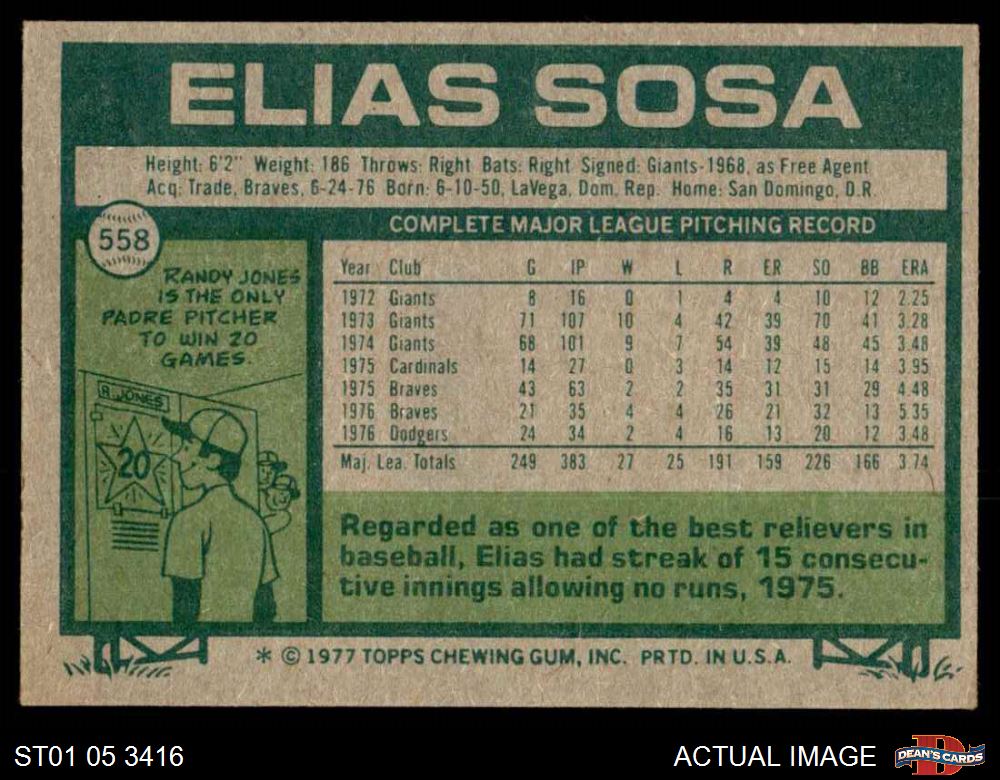 ELIAS SOSA
Height: 6'2" Weight: 186 Throws: Right Bats: Right Signed: Giants-1968, as Free Agent
Acq: Trade, Braves, 6-24-76 Born: 6-10-50, LaVega, Dom. Rep. Home: San Domingo, D.R.
558
COMPLETE MAJOR LEAGUE PITCHING RECORD
RANDY JONES
IS THE ONLY
PADRE PITCHER
TO WIN 20
GAMES.
R. JONES
20
Year Club G IP W L R ER SO BB ERA
1972 Giants 8 16 0 1 4 4 10 12 2.25
1973 Giants 71 107 10 4 42 39 70 41 3.28
1974 Giants 68 101 9 7 54 39 48 45 3.48
1975 Cardinals 14 27 0 3 14 12 15 14 3.95
1975 Braves 43 63 2 2 35 31 31 29 4.48
1976 Braves 21 35 4 4 26 21 32 13 5.35
1976 Dodgers 24 34 2 4 16 13 20 12 3.48
Maj. Lea. Totals 249 383 27 25 191 159 226 166 3.74
Regarded as one of the best relievers in
baseball, Elias had streak of 15 consecu-
tive innings allowing no runs, 1975.
* © 1977 TOPPS CHEWING GUM, INC. PRTD. IN U.S.A.
ST01 05 3416
ACTUAL IMAGE
D
DEAN'S CARDS